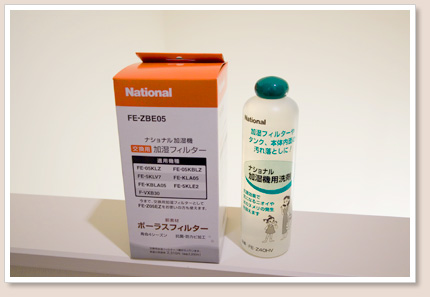 National
FE-ZBE05
ナショナル 加湿機
交換用 加湿フィルター
適用機種
FE-05KLZ FE-05KBLZ
FE-5KLV7 FE-KLA05
FE-KBLA05 FE-5KLE2
F-VXB30
新素材
ポーラスフィルター
National
加湿フィルターや
タンク、本体内部に
汚れ落としに!
ナショナル
加湿機用洗剤